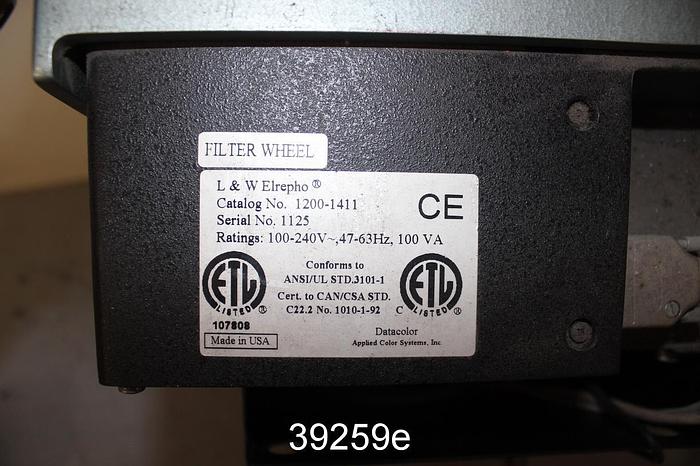 FILTER WHEEL
L & W Elrepho ®
Catalog No. 1200-1411
Serial No. 1125
Ratings: 100-240V~,47-63Hz, 100 VA
CE
Conforms to
ANSI/UL STD.3101-1
Cert. to CAN/CSA STD.
C22.2 No. 1010-1-92
ETL
LISTED ®
107808
Made in USA
C
ETL
LISTED ®
Datacolor
Applied Color Systems, Inc
39259e